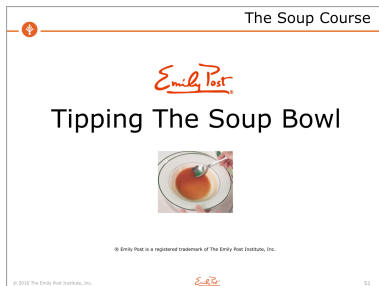 The Soup Course
Emily Post®
Tipping The Soup Bowl
® Emily Post is a registered trademark of The Emily Post Institute, Inc.
© 2016 The Emily Post Institute, Inc.
Emily Post
51